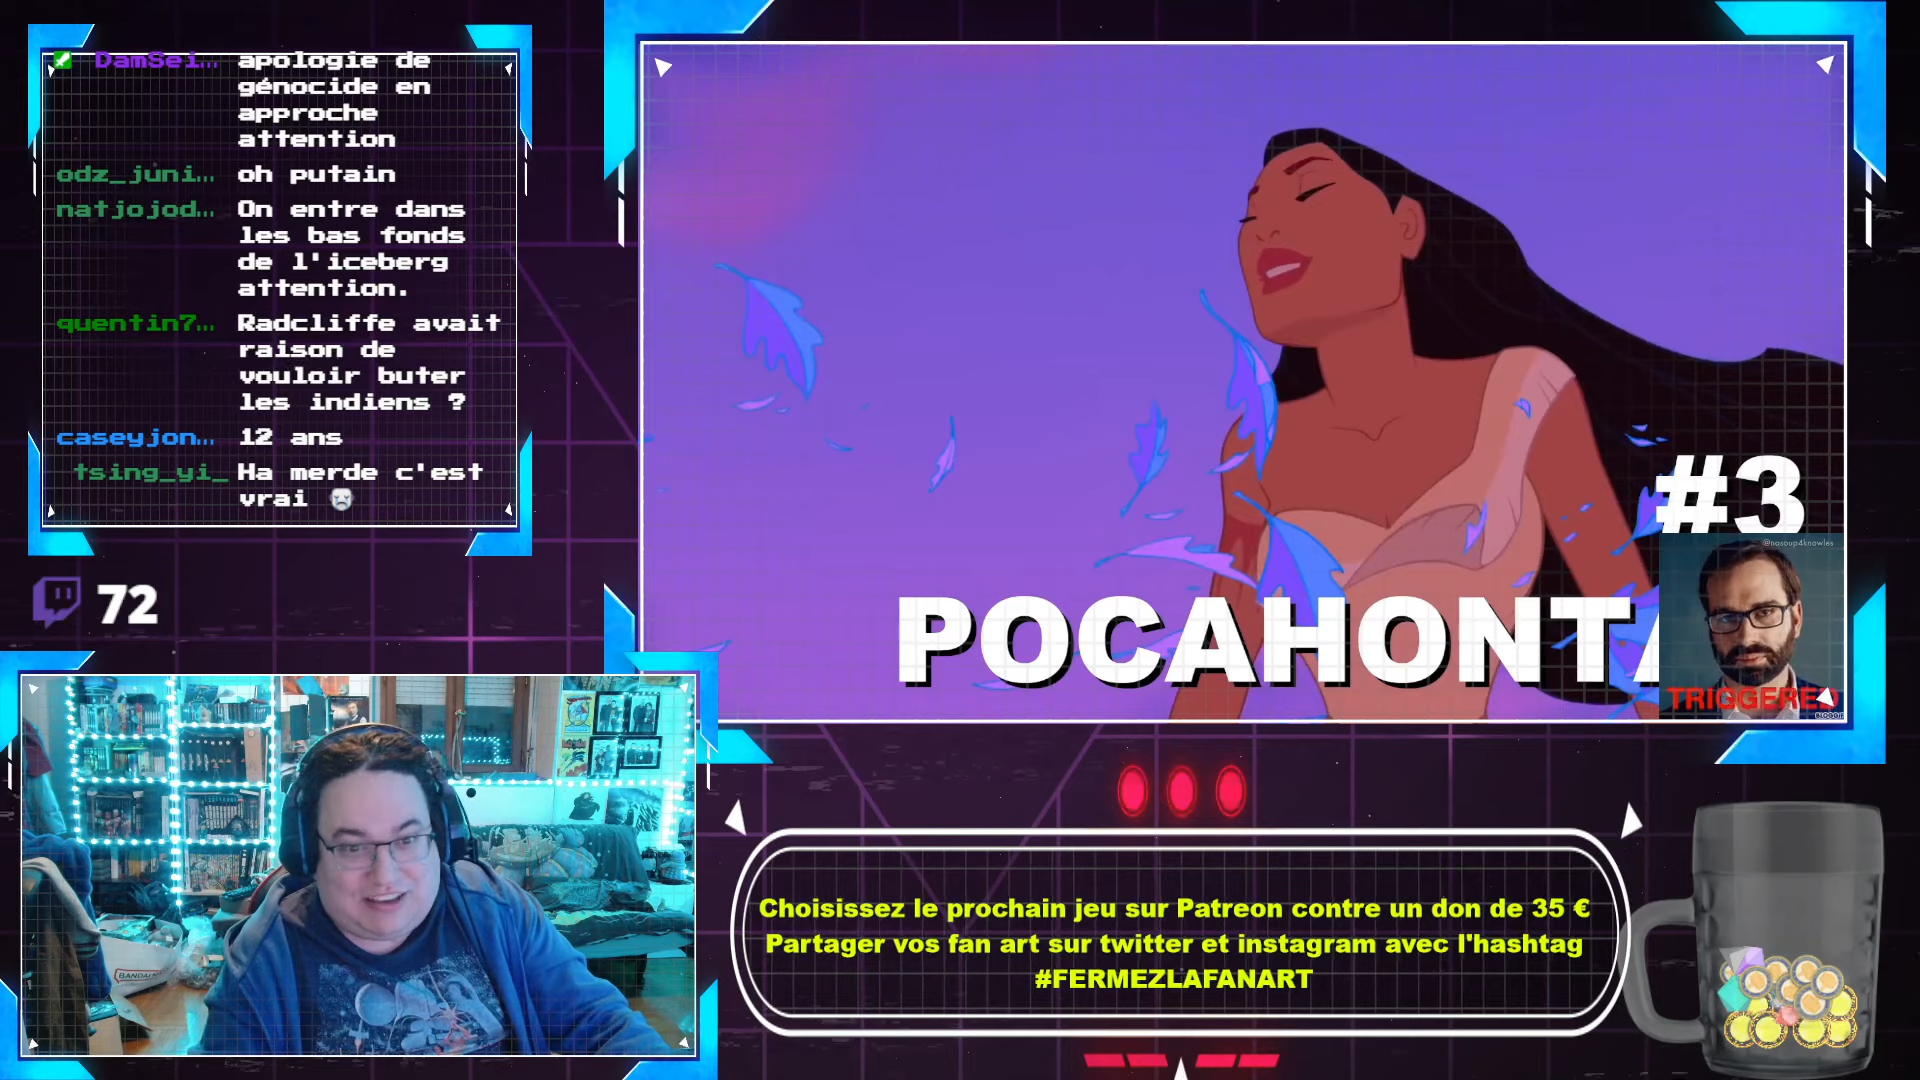 DamSei... apologie de
génocide en
approche
attention
odz_juni... oh putain
natjojod... On entre dans
les bas fonds
de l'iceberg
attention.
quentin7... Radcliffe avait
raison de
vouloir buter
les indiens ?
caseyjon... 12 ans
tsing_yi_ Ha merde c'est
vrai
72
#3
@nosoup4knowles
POCAHONTA
TRIGGERED
BANDAI
Choisissez le prochain jeu sur Patreon contre un don de 35 €
Partager vos fan art sur twitter et instagram avec l'hashtag
#FERMEZLAFANART